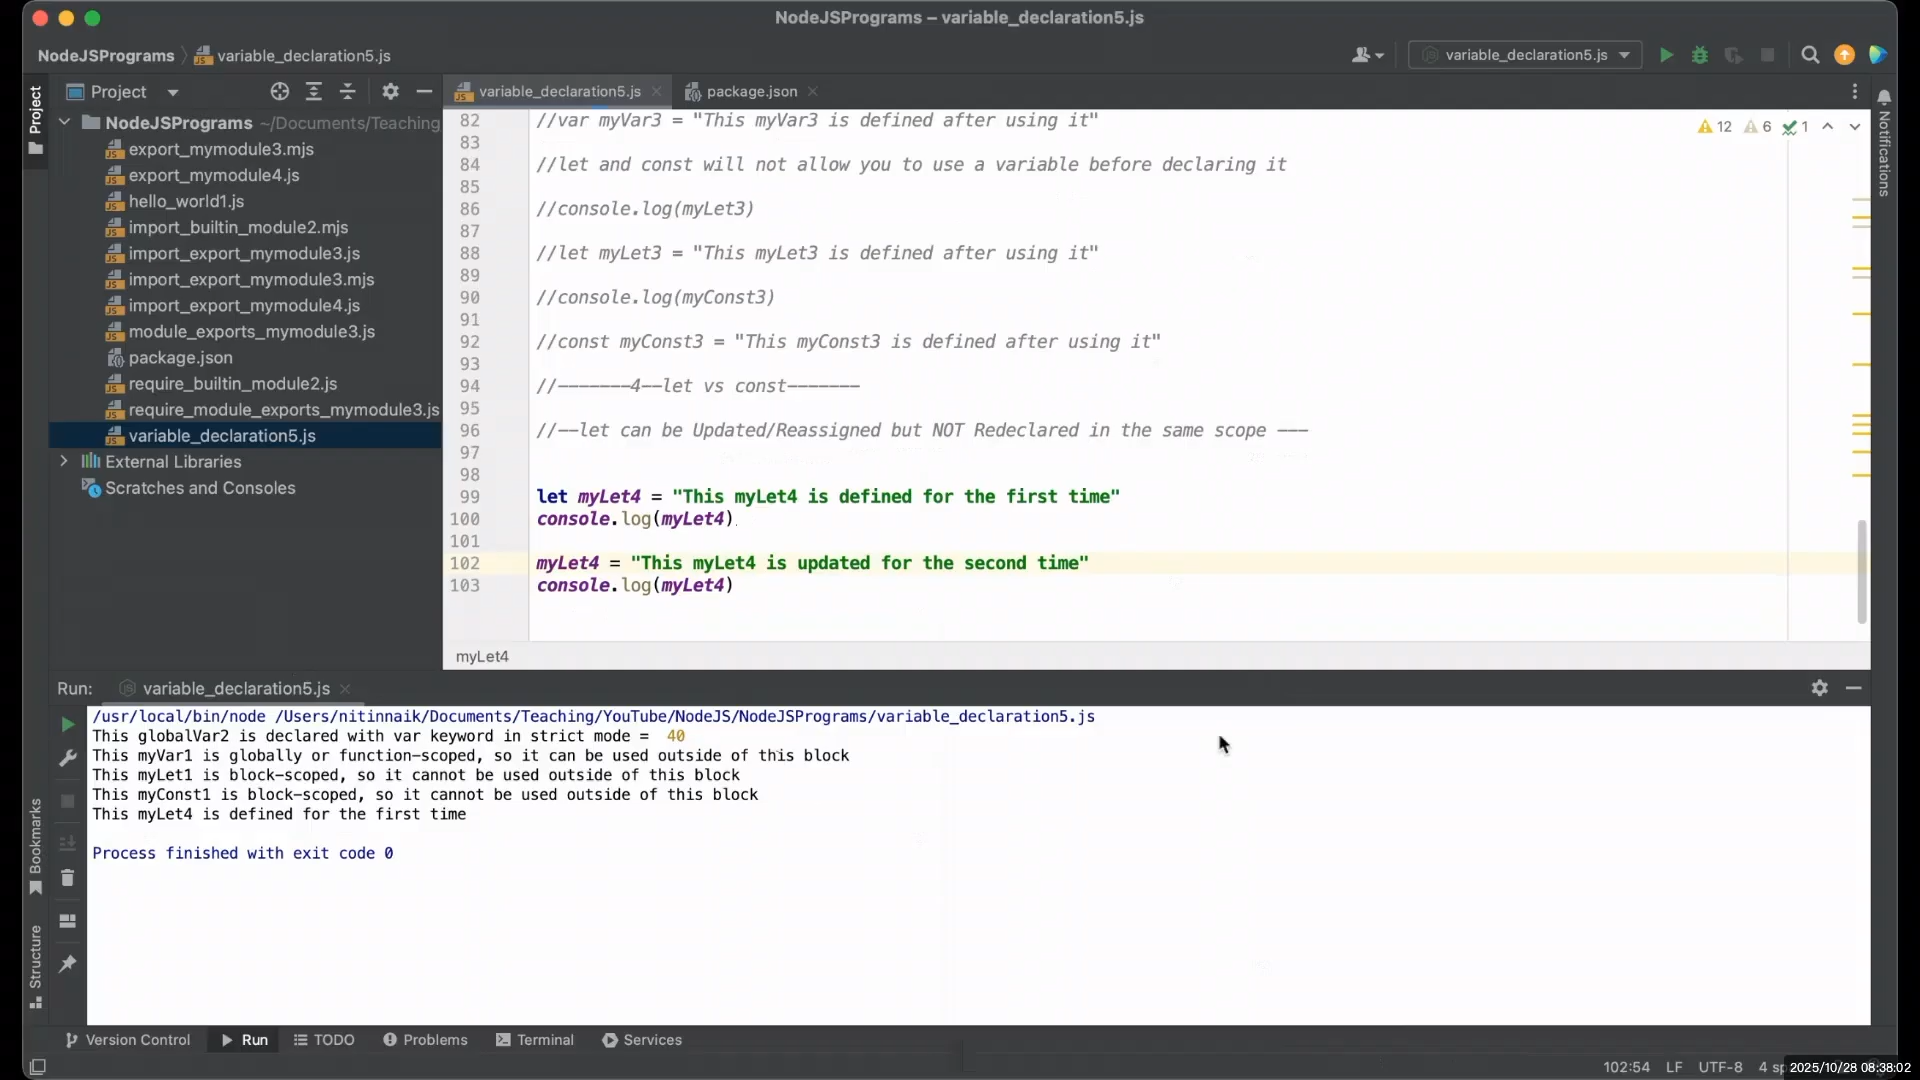 NodeJSPrograms – variable_declaration5.js
NodeJSPrograms
variable_declaration5.js
variable_declaration5.js
Project
Project
variable_declaration5.js
package.json
Notifications
NodeJSPrograms ~/Documents/Teaching
export_mymodule3.mjs
export_mymodule4.js
hello_world1.js
import_builtin_module2.mjs
import_export_mymodule3.js
import_export_mymodule3.mjs
import_export_mymodule4.js
module_exports_mymodule3.js
package.json
require_builtin_module2.js
require_module_exports_mymodule3.js
variable_declaration5.js
External Libraries
Scratches and Consoles
12 6 1
82 //var myVar3 = "This myVar3 is defined after using it"
83
84 //let and const will not allow you to use a variable before declaring it
85
86 //console.log(myLet3)
87
88 //let myLet3 = "This myLet3 is defined after using it"
89
90 //console.log(myConst3)
91
92 //const myConst3 = "This myConst3 is defined after using it"
93
94 //-------4--let vs const-------
95
96 //--let can be Updated/Reassigned but NOT Redeclared in the same scope ---
97
98
99 let myLet4 = "This myLet4 is defined for the first time"
100 console.log(myLet4)
101
102 myLet4 = "This myLet4 is updated for the second time"
103 console.log(myLet4)
myLet4
Run: variable_declaration5.js
/usr/local/bin/node /Users/nitinnaik/Documents/Teaching/YouTube/NodeJS/NodeJSPrograms/variable_declaration5.js
This globalVar2 is declared with var keyword in strict mode =  40
This myVar1 is globally or function-scoped, so it can be used outside of this block
This myLet1 is block-scoped, so it cannot be used outside of this block
This myConst1 is block-scoped, so it cannot be used outside of this block
This myLet4 is defined for the first time
Process finished with exit code 0
Bookmarks
Structure
Version Control Run TODO Problems Terminal Services
102:54 LF UTF-8 4 sp
2025/10/28 08:38:02